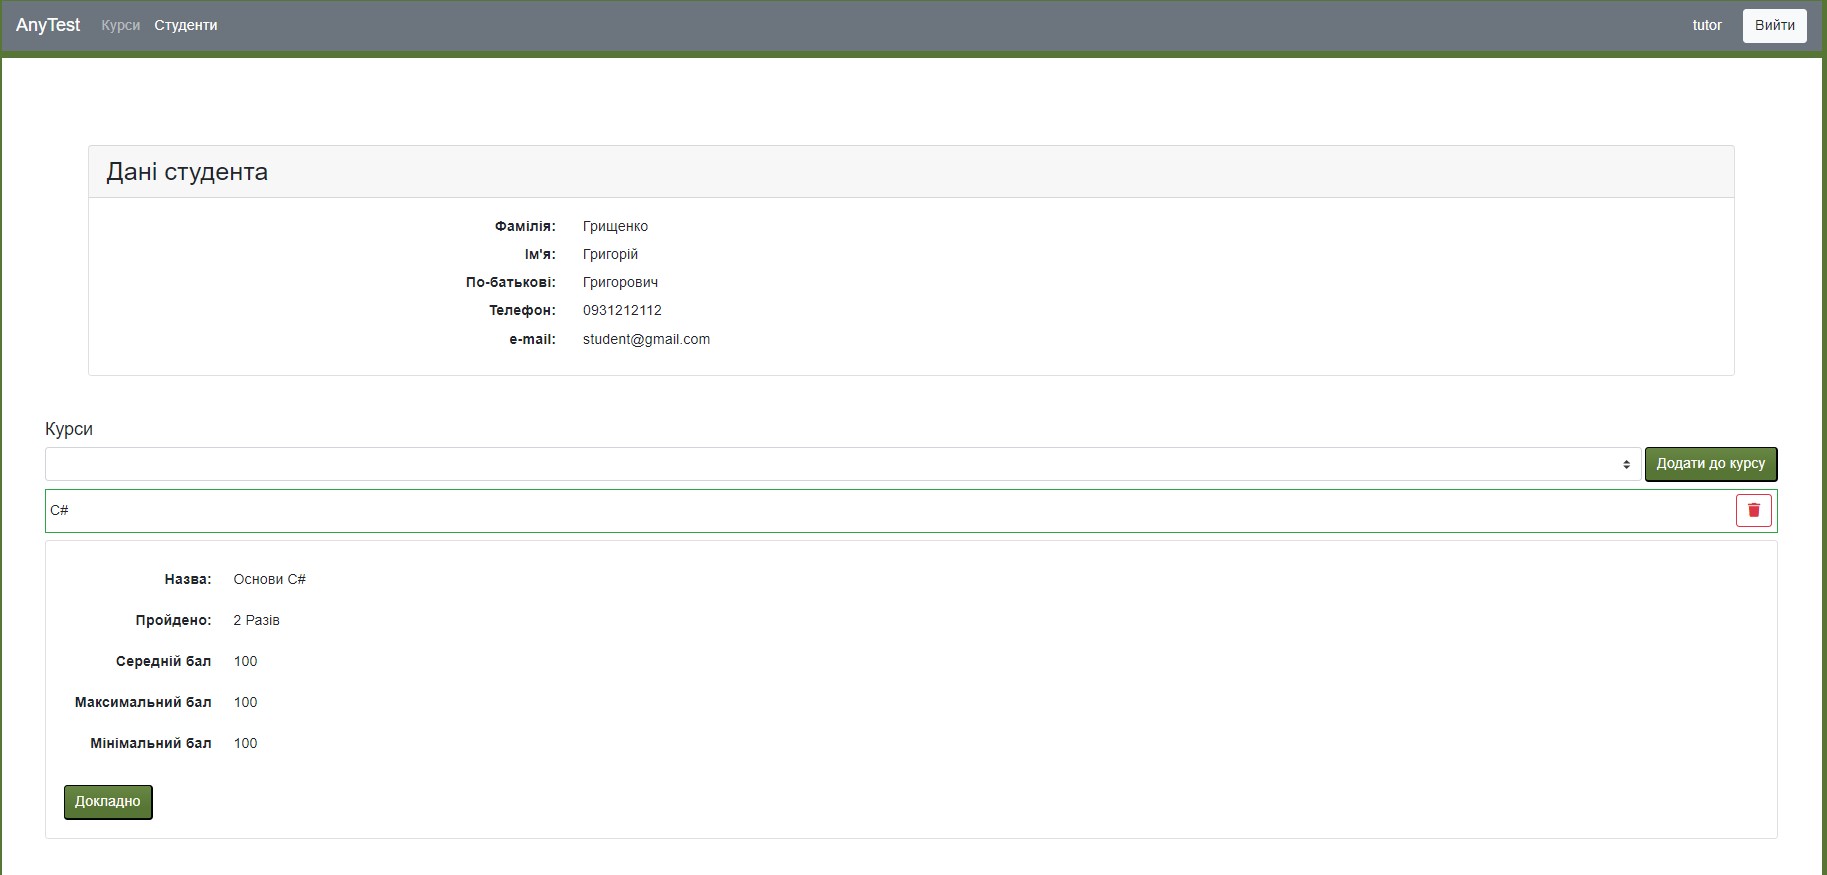 AnyTest Курси Студенти tutor Вийти
Дані студента
Фамілія: Грищенко
Ім'я: Григорій
По-батькові: Григорович
Телефон: 0931212112
e-mail: student@gmail.com
Курси
Додати до курсу
C#
Назва: Основи C#
Пройдено: 2 Разів
Середній бал 100
Максимальний бал 100
Мінімальний бал 100
Докладно